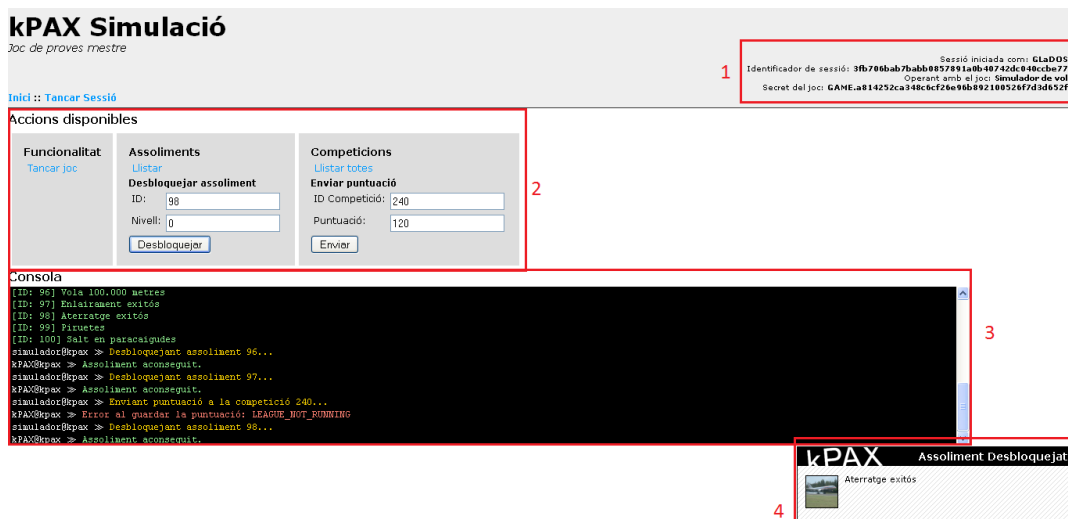 kPAX Simulació
Joc de proves mestre
1
Sessió iniciada com: GLaDOS
Identificador de sessió: 3fb706bab7babb0857891a0b40742dc040ccbe77
Operant amb el joc: Simulador de vol
Secret del joc: GAME.a814252ca348c6cf26e96b892100526f7d3d652f
Inici :: Tancar Sessió
Accions disponibles
Funcionalitat
Tancar joc
Assoliments
Llistar
Desbloquejar assoliment
ID: 98
Nivell: 0
Desbloquejar
Competicions
Llistar totes
Enviar puntuació
ID Competició: 240
Puntuació: 120
Enviar
2
Consola
[ID: 96] Vola 100.000 metres
[ID: 97] Enlairament exitós
[ID: 98] Aterratge exitós
[ID: 99] Piruetes
[ID: 100] Salt en paracaigudes
simulador@kpax ≫ Desbloquejant assoliment 96...
kPAX@kpax ≫ Assoliment aconseguit.
simulador@kpax ≫ Desbloquejant assoliment 97...
kPAX@kpax ≫ Assoliment aconseguit.
simulador@kpax ≫ Enviant puntuació a la competició 240...
kPAX@kpax ≫ Error al guardar la puntuació: LEAGUE_NOT_RUNNING
simulador@kpax ≫ Desbloquejant assoliment 98...
kPAX@kpax ≫ Assoliment aconseguit.
3
kPAX
Assoliment Desbloquejat
Aterratge exitós
4